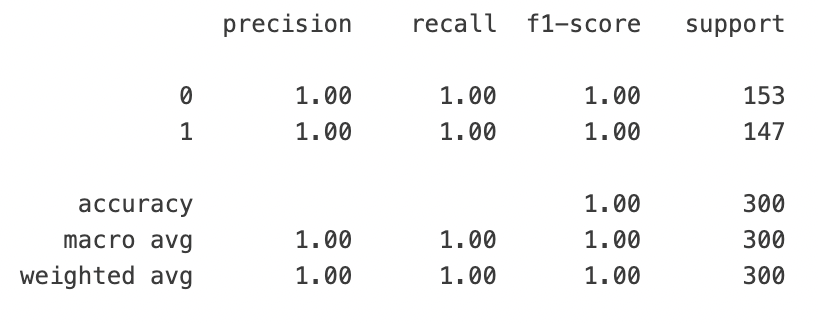 precision recall f1-score support
0 1.00 1.00 1.00 153
1 1.00 1.00 1.00 147
accuracy 1.00 300
macro avg 1.00 1.00 1.00 300
weighted avg 1.00 1.00 1.00 300